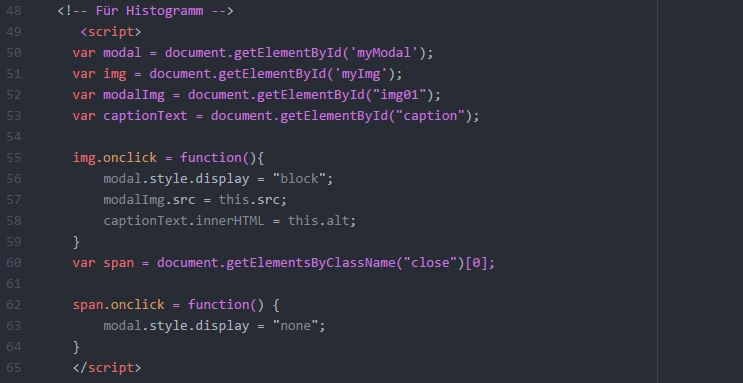 48 <!-- Für Histogramm -->
49 <script>
50 var modal = document.getElementById('myModal');
51 var img = document.getElementById('myImg');
52 var modalImg = document.getElementById("img01");
53 var captionText = document.getElementById("caption");
54
55 img.onclick = function(){
56 modal.style.display = "block";
57 modalImg.src = this.src;
58 captionText.innerHTML = this.alt;
59 }
60 var span = document.getElementsByClassName("close")[0];
61
62 span.onclick = function() {
63 modal.style.display = "none";
64 }
65 </script>